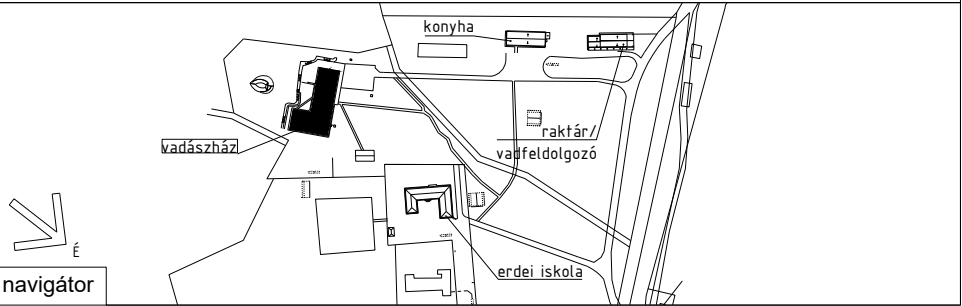 konyha
raktár/
vadfeldolgozó
vadászház
erdei iskola
É
navigátor